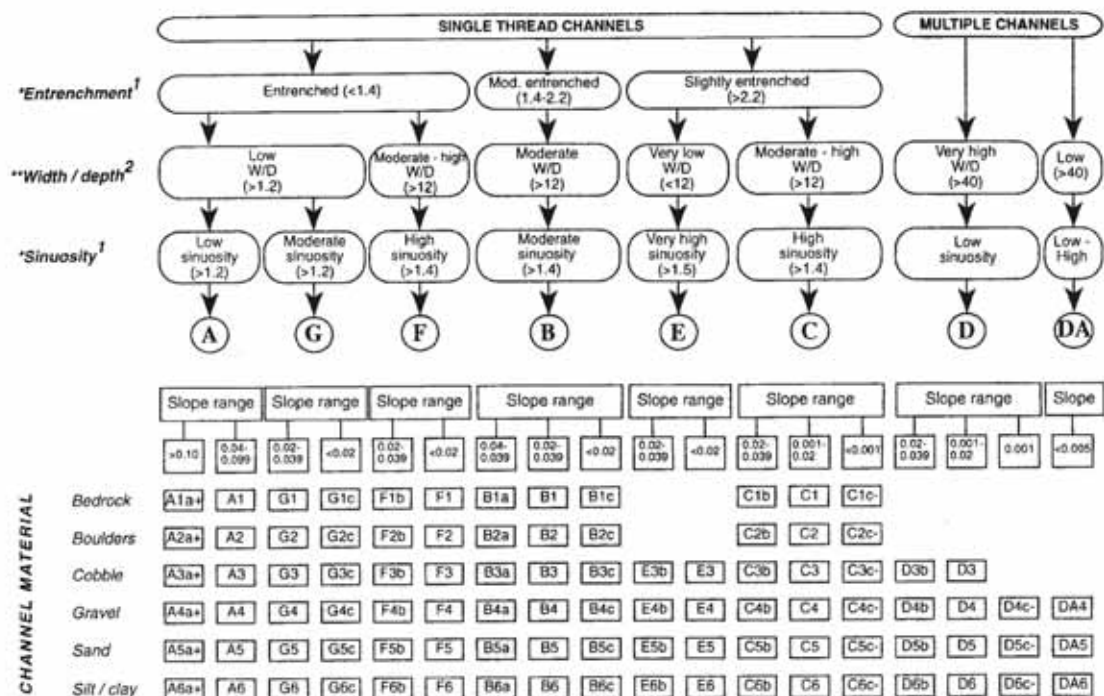 SINGLE THREAD CHANNELS MULTIPLE CHANNELS
*Entrenchment1
Entrenched (<1.4)
Mod. entrenched
(1.4-2.2)
Slightly entrenched
(>2.2)
**Width / depth2
Low
W/D
(>1.2)
Moderate - high
W/D
(>12)
Moderate
W/D
(>12)
Very low
W/D
(<12)
Moderate - high
W/D
(>12)
Very high
W/D
(>40)
Low
(>40)
*Sinuosity1
Low
sinuosity
(>1.2)
Moderate
sinuosity
(>1.2)
High
sinuosity
(>1.4)
Moderate
sinuosity
(>1.4)
Very high
sinuosity
(>1.5)
High
sinuosity
(>1.4)
Low
sinuosity
Low -
High
A G F B E C D DA
Slope range Slope range Slope range Slope range Slope range Slope range Slope range Slope
>0.10
0.04-
0.099
0.02-
0.039
<0.02
0.02-
0.039
<0.02
0.04-
0.039
0.02-
0.039
<0.02
0.02-
0.039
<0.02
0.02-
0.039
0.001-
0.02
<0.001
0.02-
0.039
0.001-
0.02
0.001
<0.005
CHANNEL MATERIAL
Bedrock A1a+ A1 G1 G1c F1b F1 B1a B1 B1c C1b C1 C1c-
Boulders A2a+ A2 G2 G2c F2b F2 B2a B2 B2c C2b C2 C2c-
Cobble A3a+ A3 G3 G3c F3b F3 B3a B3 B3c E3b E3 C3b C3 C3c- D3b D3
Gravel A4a+ A4 G4 G4c F4b F4 B4a B4 B4c E4b E4 C4b C4 C4c- D4b D4 D4c- DA4
Sand A5a+ A5 G5 G5c F5b F5 B5a B5 B5c E5b E5 C5b C5 C5c- D5b D5 D5c- DA5
Silt / clay A6a+ A6 G6 G6c F6b F6 B6a B6 B6c E6b E6 C6b C6 C6c- D6b D6 D6c- DA6